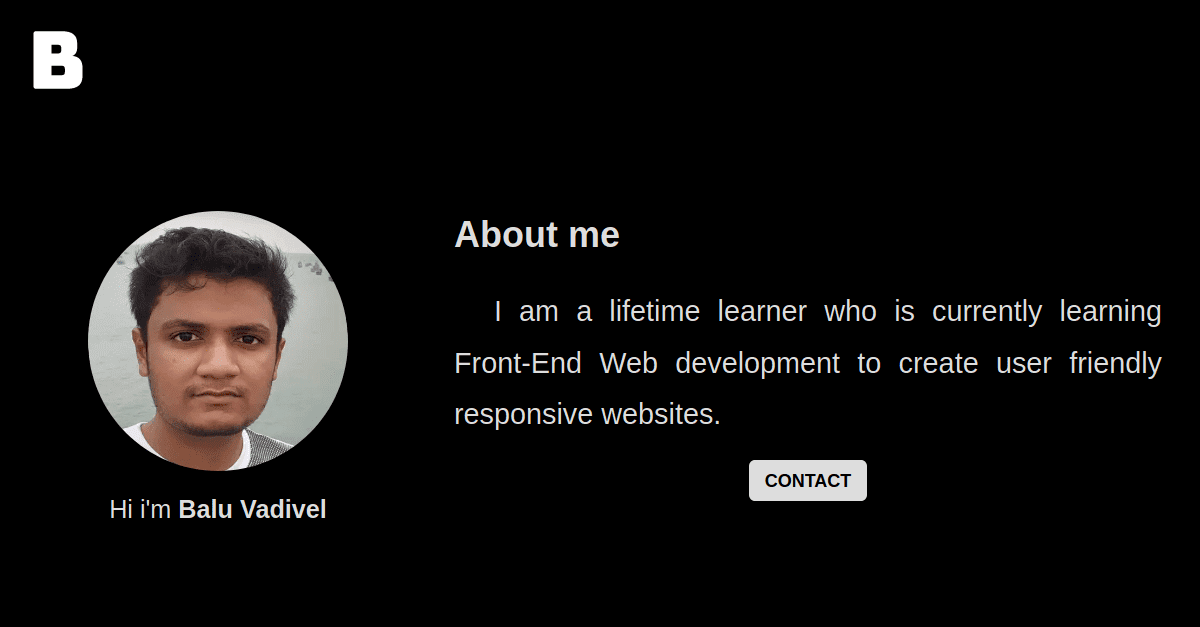 B
About me
I am a lifetime learner who is currently learning
Front-End Web development to create user friendly
responsive websites.
CONTACT
Hi i'm Balu Vadivel